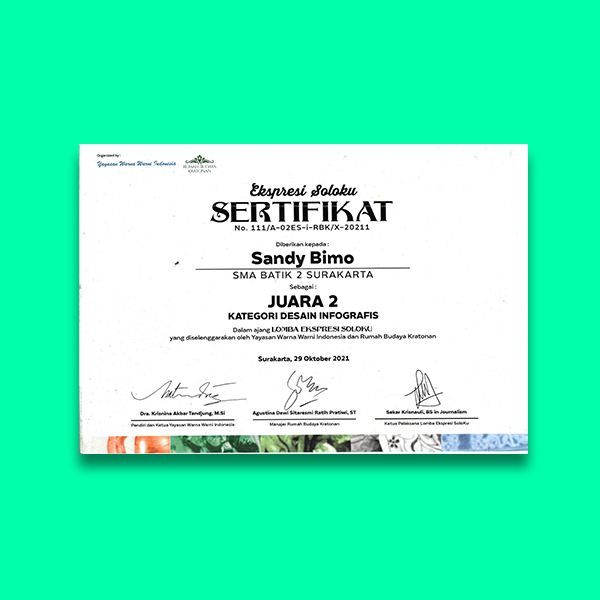 Organized by :
Yayasan Warna Warni Indonesia
RUMAH BUDAYA
KRATONAN
Ekspresi Soloku
SERTIFIKAT
No. 111/A-02ES-i-RBK/X-20211
Diberikan kepada :
Sandy Bimo
SMA BATIK 2 SURAKARTA
Sebagai :
JUARA 2
KATEGORI DESAIN INFOGRAFIS
Dalam ajang LOMBA EKSPRESI SOLOKU
yang diselenggarakan oleh Yayasan Warna Warni Indonesia dan Rumah Budaya Kratonan
Surakarta, 29 Oktober 2021
Dra. Krisnina Akbar Tandjung, M.Si
Pendiri dan Ketua Yayasan Warna Warni Indonesia
Agustina Dewi Sitaresmi Ratih Pratiwi, ST
Manajer Rumah Budaya Kratonan
Sekar Krisnauli, BS in Journalism
Ketua Pelaksana Lomba Ekspresi SoloKu